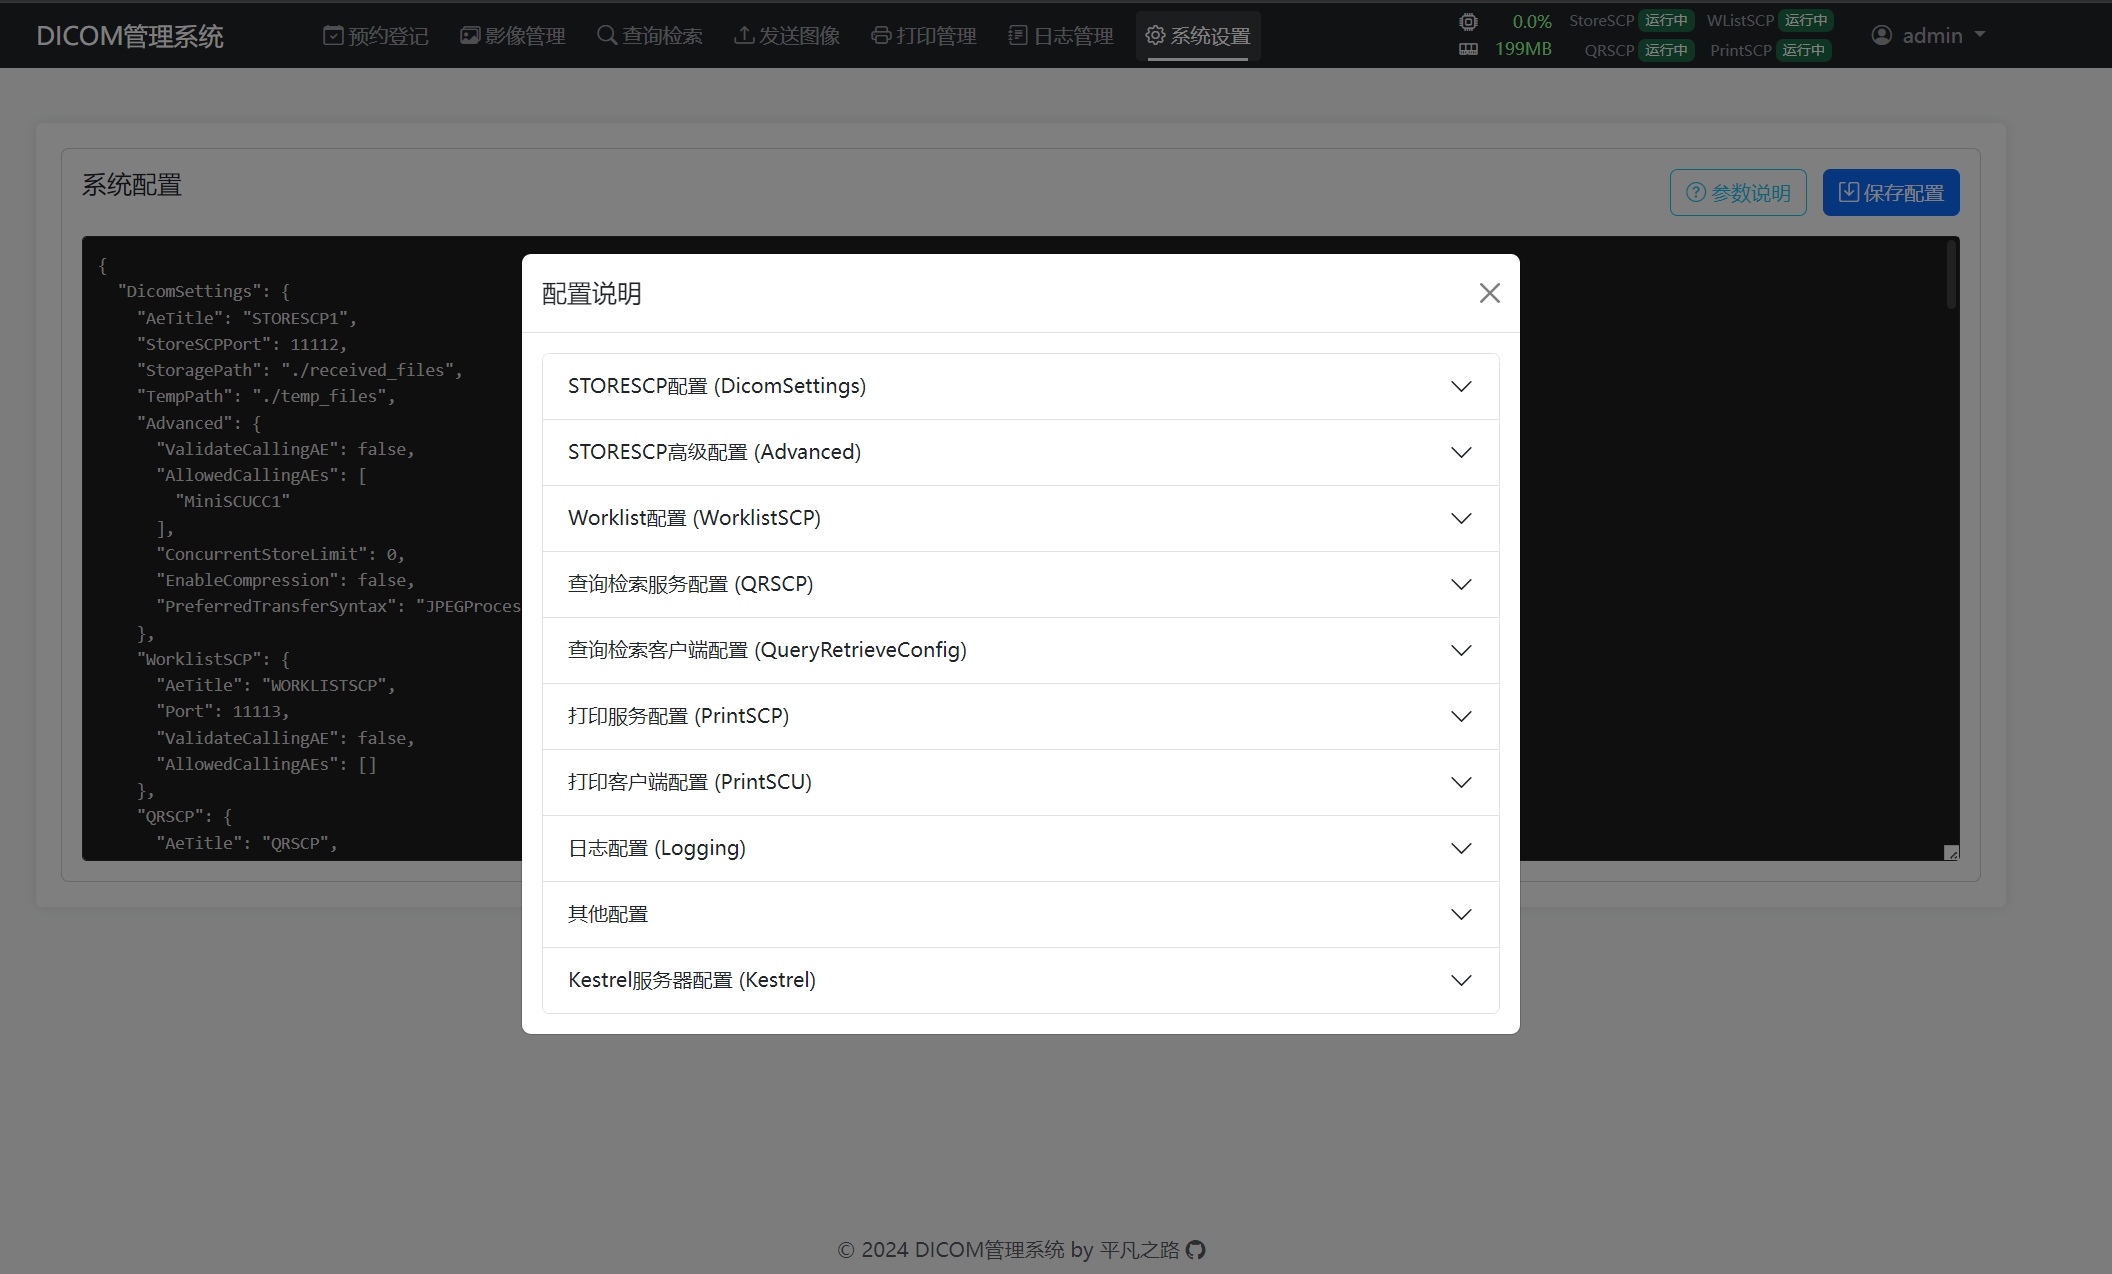 DICOM管理系统
预约登记
影像管理
查询检索
发送图像
打印管理
日志管理
系统设置
0.0%
199MB
StoreSCP 运行中 WListSCP 运行中
QRSCP 运行中 PrintSCP 运行中
admin
系统配置
参数说明
保存配置
{
"DicomSettings": {
"AeTitle": "STORESCP1",
"StoreSCPPort": 11112,
"StoragePath": "./received_files",
"TempPath": "./temp_files",
"Advanced": {
"ValidateCallingAE": false,
"AllowedCallingAEs": [
"MiniSCUCC1"
],
"ConcurrentStoreLimit": 0,
"EnableCompression": false,
"PreferredTransferSyntax": "JPEGProces
},
"WorklistSCP": {
"AeTitle": "WORKLISTSCP",
"Port": 11113,
"ValidateCallingAE": false,
"AllowedCallingAEs": []
},
"QRSCP": {
"AeTitle": "QRSCP",
配置说明
STORESCP配置 (DicomSettings)
STORESCP高级配置 (Advanced)
Worklist配置 (WorklistSCP)
查询检索服务配置 (QRSCP)
查询检索客户端配置 (QueryRetrieveConfig)
打印服务配置 (PrintSCP)
打印客户端配置 (PrintSCU)
日志配置 (Logging)
其他配置
Kestrel服务器配置 (Kestrel)
© 2024 DICOM管理系统 by 平凡之路